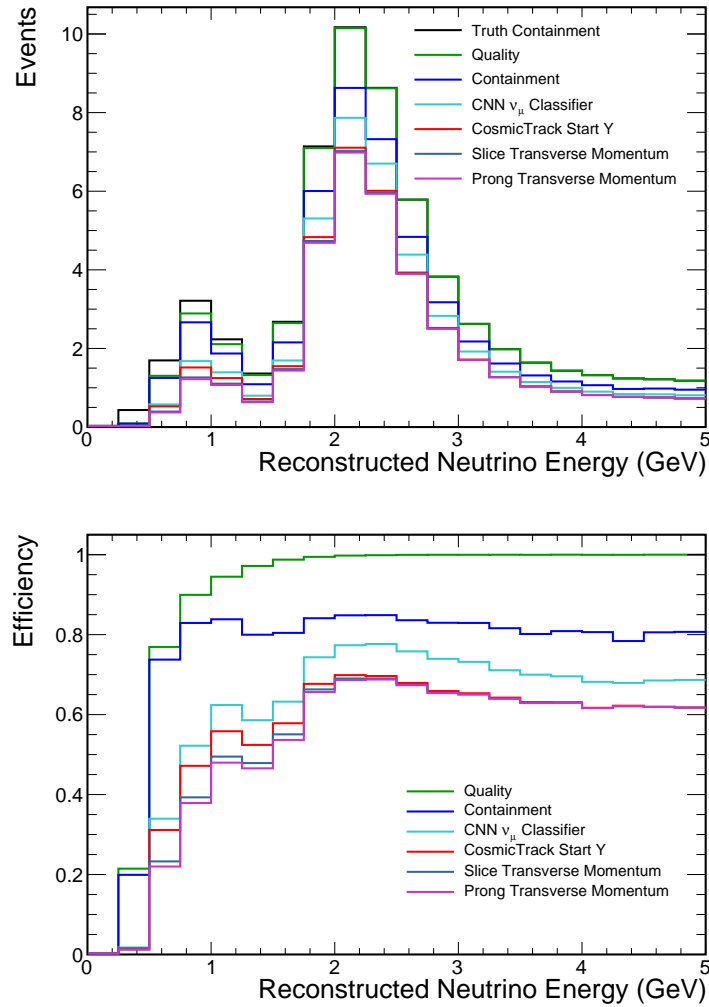 Events
10
8
6
4
2
0
Truth Containment
Quality
Containment
CNN νμ Classifier
CosmicTrack Start Y
Slice Transverse Momentum
Prong Transverse Momentum
0 1 2 3 4 5
Reconstructed Neutrino Energy (GeV)
Efficiency
1
0.8
0.6
0.4
0.2
0
Quality
Containment
CNN νμ Classifier
CosmicTrack Start Y
Slice Transverse Momentum
Prong Transverse Momentum
0 1 2 3 4 5
Reconstructed Neutrino Energy (GeV)